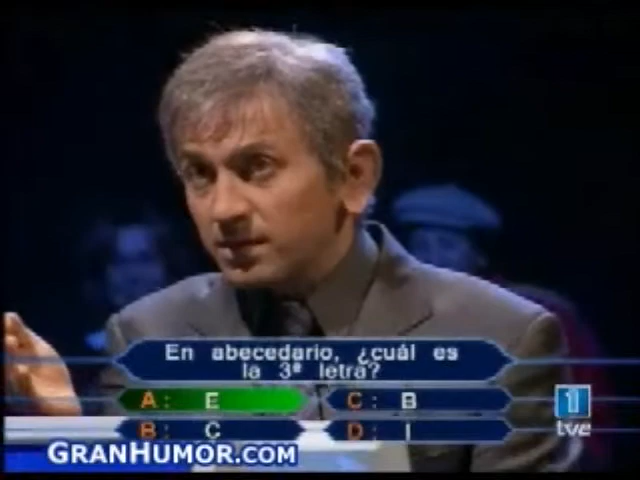 En abecedario, ¿cuál es
la 3ª letra?
A: E
C: B
B: C
D: I
1
tve
GRANHUMOR.COM